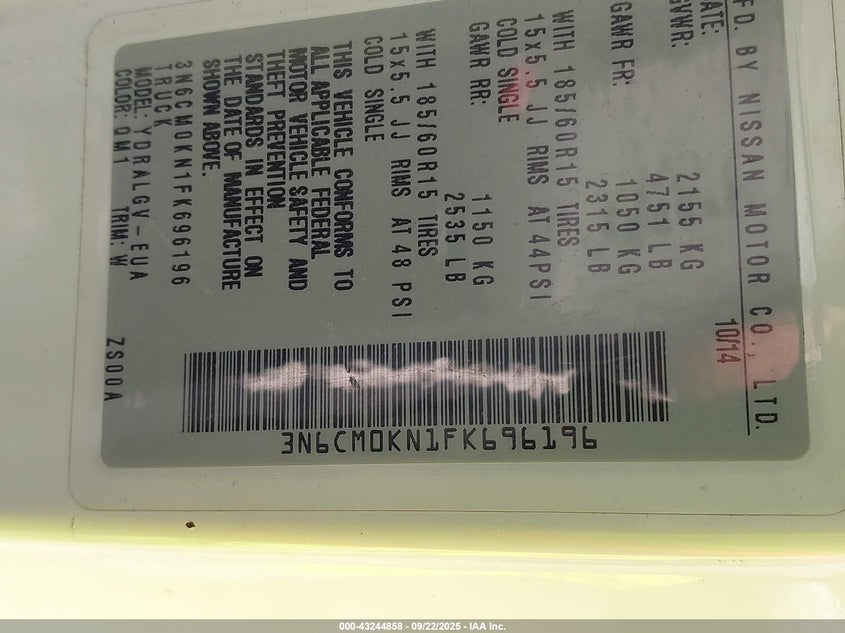 MFD. BY NISSAN MOTOR CO., LTD.
DATE: 10/14
GVWR: 2155 KG
4751 LB
GAWR FR: 1050 KG
2315 LB
WITH 185/60R15 TIRES
15x5.5 JJ RIMS AT 44PSI
COLD SINGLE
GAWR RR: 1150 KG
2535 LB
WITH 185/60R15 TIRES
15x5.5 JJ RIMS AT 48 PSI
COLD SINGLE
THIS VEHICLE CONFORMS TO
ALL APPLICABLE FEDERAL
MOTOR VEHICLE SAFETY AND
THEFT PREVENTION
STANDARDS IN EFFECT ON
THE DATE OF MANUFACTURE
SHOWN ABOVE.
3N6CM0KN1FK696196
TRUCK
MODEL: YDRALGV-EUA
COLOR: QM1 TRIM: W
ZS00A
3N6CM0KN1FK696196
000-43244858 - 09/22/2025 - IAA Inc.